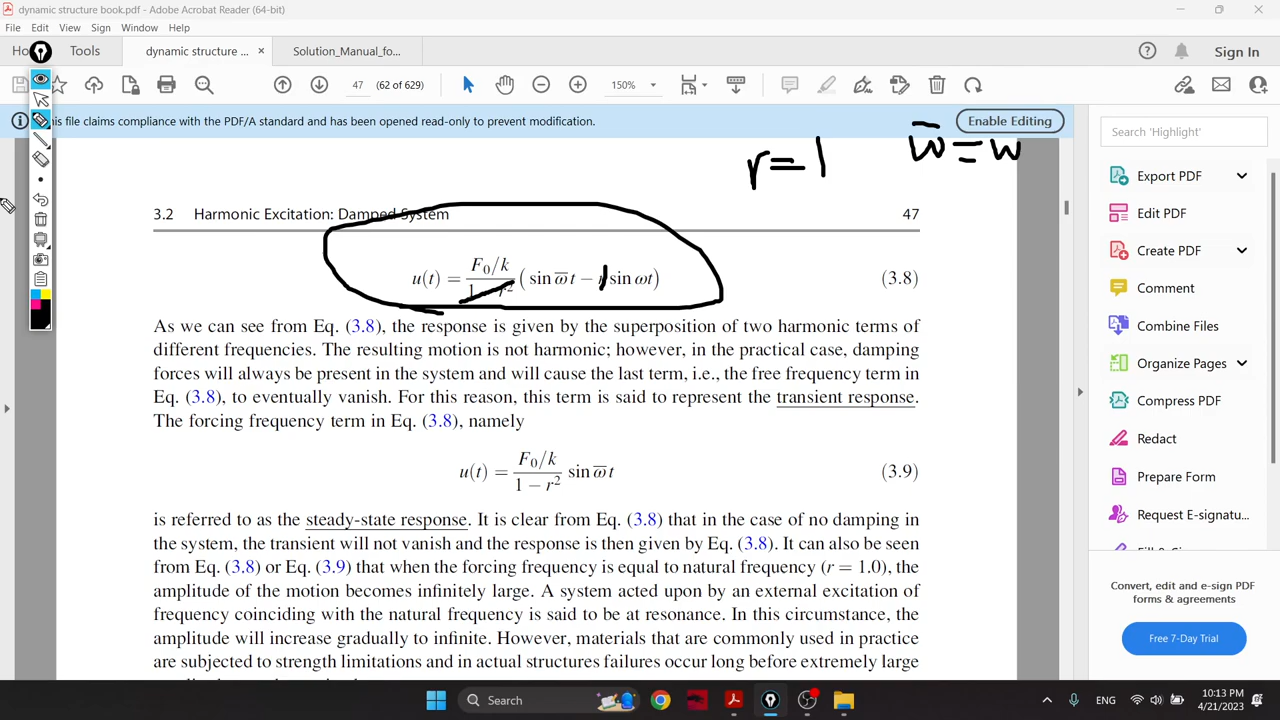 dynamic structure book.pdf - Adobe Acrobat Reader (64-bit)
File Edit View Sign Window Help
Ho Tools dynamic structure ... × Solution_Manual_fo... Sign In
47 (62 of 629) 150%
his file claims compliance with the PDF/A standard and has been opened read-only to prevent modification. Enable Editing
r=1 w̅=w
3.2 Harmonic Excitation: Damped System 47
u(t) = F₀/k / 1 − r² ( sin ω̅ t − r sin ωt) (3.8)
As we can see from Eq. (3.8), the response is given by the superposition of two harmonic terms of
different frequencies. The resulting motion is not harmonic; however, in the practical case, damping
forces will always be present in the system and will cause the last term, i.e., the free frequency term in
Eq. (3.8), to eventually vanish. For this reason, this term is said to represent the transient response.
The forcing frequency term in Eq. (3.8), namely
u(t) = F₀/k / 1 − r² sin ω̅ t (3.9)
is referred to as the steady-state response. It is clear from Eq. (3.8) that in the case of no damping in
the system, the transient will not vanish and the response is then given by Eq. (3.8). It can also be seen
from Eq. (3.8) or Eq. (3.9) that when the forcing frequency is equal to natural frequency (r = 1.0), the
amplitude of the motion becomes infinitely large. A system acted upon by an external excitation of
frequency coinciding with the natural frequency is said to be at resonance. In this circumstance, the
amplitude will increase gradually to infinite. However, materials that are commonly used in practice
are subjected to strength limitations and in actual structures failures occur long before extremely large
Search 'Highlight'
Export PDF
Edit PDF
Create PDF
Comment
Combine Files
Organize Pages
Compress PDF
Redact
Prepare Form
Request E-signatu...
Convert, edit and e-sign PDF
forms & agreements
Free 7-Day Trial
Search
ENG
10:13 PM
4/21/2023